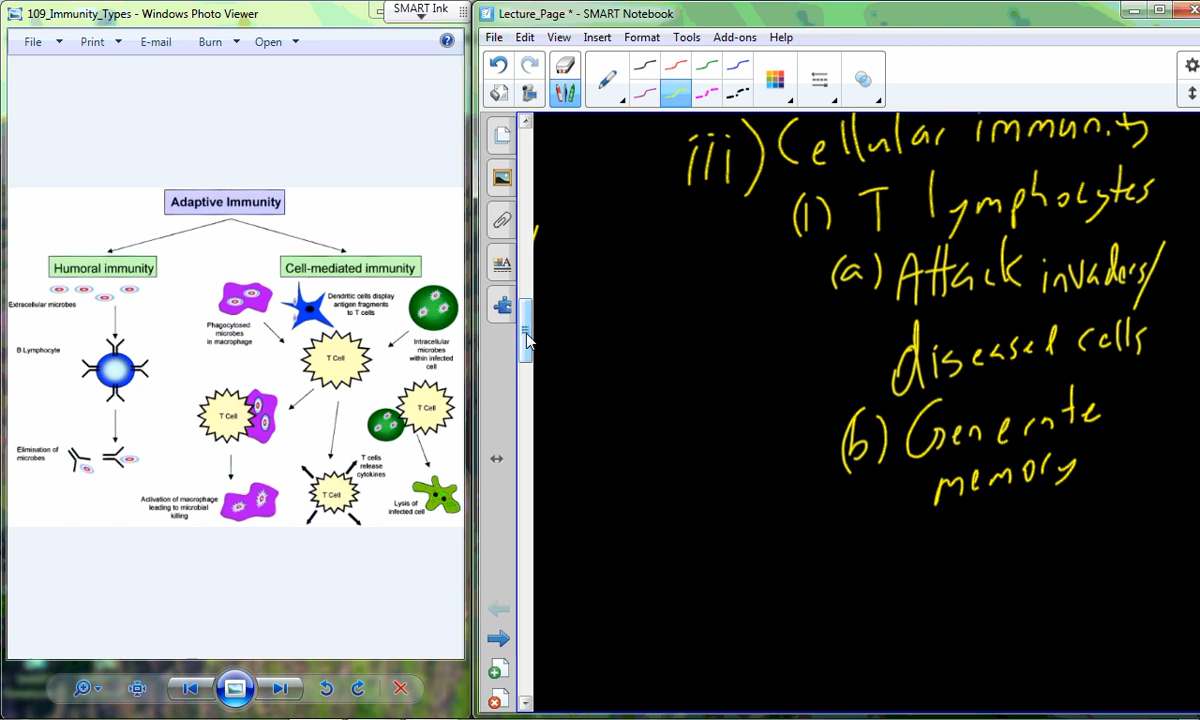 109_Immunity_Types - Windows Photo Viewer
SMART Ink
File Print E-mail Burn Open
Adaptive Immunity
Humoral immunity
Cell-mediated immunity
Extracellular microbes
B Lymphocyte
Elimination of
microbes
Phagocytosed
microbes
in macrophage
Dendritic cells display
antigen fragments
to T cells
Intracellular
microbes
within infected
cell
T Cell
T Cell
T Cell
T cells
release
cytokines
T Cell
Activation of macrophage
leading to microbial
killing
Lysis of
infected cell
Lecture_Page * - SMART Notebook
File Edit View Insert Format Tools Add-ons Help
iii) Cellular immunity
(1) T lymphocytes
(a) Attack invaders/
diseased cells
(b) Generate
memory